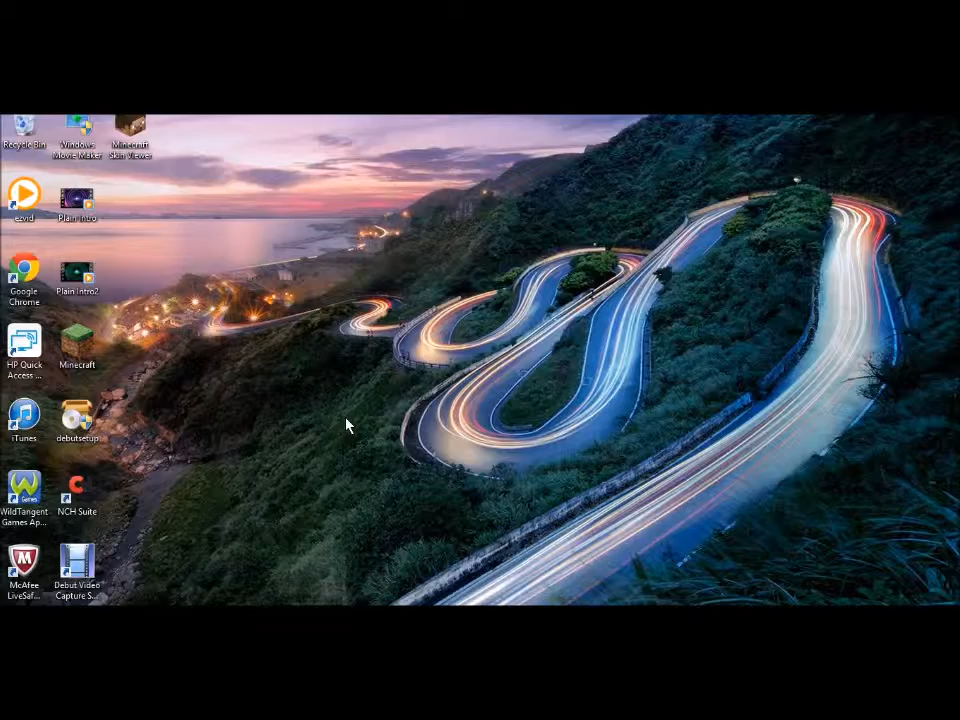 Recycle Bin
Windows
Movie Maker
Minecraft
Skin Viewer
ezvid
Plain Intro
Google
Chrome
Plain Intro2
HP Quick
Access ...
Minecraft
iTunes
debutsetup
Games
WildTangent
Games Ap...
NCH Suite
McAfee
LiveSaf...
Debut Video
Capture S...